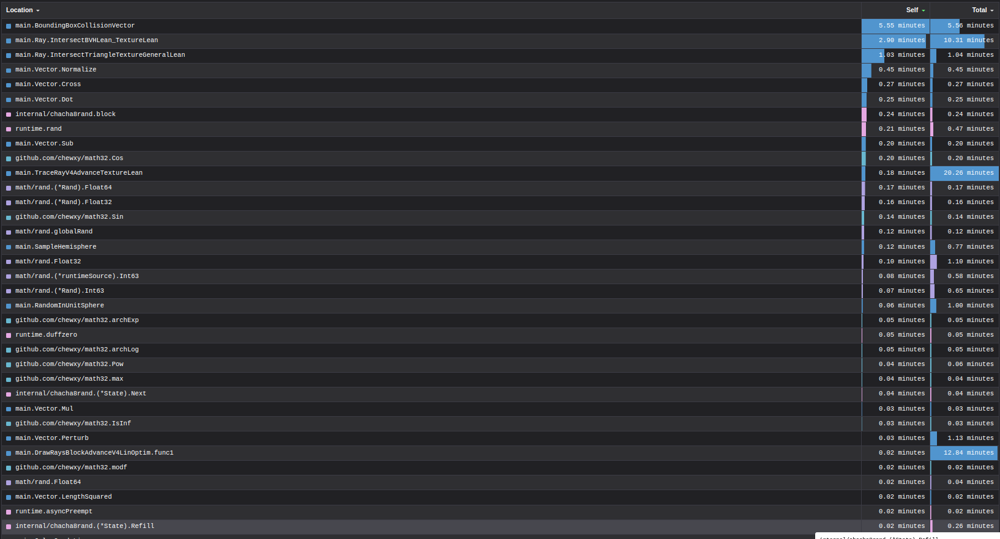 Location Self Total
main.BoundingBoxCollisionVector 5.55 minutes 5.56 minutes
main.Ray.IntersectBVHLean_TextureLean 2.90 minutes 10.31 minutes
main.Ray.IntersectTriangleTextureGeneralLean 1.03 minutes 1.04 minutes
main.Vector.Normalize 0.45 minutes 0.45 minutes
main.Vector.Cross 0.27 minutes 0.27 minutes
main.Vector.Dot 0.25 minutes 0.25 minutes
internal/chacha8rand.block 0.24 minutes 0.24 minutes
runtime.rand 0.21 minutes 0.47 minutes
main.Vector.Sub 0.20 minutes 0.20 minutes
github.com/chewxy/math32.Cos 0.20 minutes 0.20 minutes
main.TraceRayV4AdvanceTextureLean 0.18 minutes 20.26 minutes
math/rand.(*Rand).Float64 0.17 minutes 0.17 minutes
math/rand.(*Rand).Float32 0.16 minutes 0.16 minutes
github.com/chewxy/math32.Sin 0.14 minutes 0.14 minutes
math/rand.globalRand 0.12 minutes 0.12 minutes
main.SampleHemisphere 0.12 minutes 0.77 minutes
math/rand.Float32 0.10 minutes 1.10 minutes
math/rand.(*runtimeSource).Int63 0.08 minutes 0.58 minutes
math/rand.(*Rand).Int63 0.07 minutes 0.65 minutes
main.RandomInUnitSphere 0.06 minutes 1.00 minutes
github.com/chewxy/math32.archExp 0.05 minutes 0.05 minutes
runtime.duffzero 0.05 minutes 0.05 minutes
github.com/chewxy/math32.archLog 0.05 minutes 0.05 minutes
github.com/chewxy/math32.Pow 0.04 minutes 0.06 minutes
github.com/chewxy/math32.max 0.04 minutes 0.04 minutes
internal/chacha8rand.(*State).Next 0.04 minutes 0.04 minutes
main.Vector.Mul 0.03 minutes 0.03 minutes
github.com/chewxy/math32.IsInf 0.03 minutes 0.03 minutes
main.Vector.Perturb 0.03 minutes 1.13 minutes
main.DrawRaysBlockAdvanceV4LinOptim.func1 0.02 minutes 12.84 minutes
github.com/chewxy/math32.modf 0.02 minutes 0.02 minutes
math/rand.Float64 0.02 minutes 0.04 minutes
main.Vector.LengthSquared 0.02 minutes 0.02 minutes
runtime.asyncPreempt 0.02 minutes 0.02 minutes
internal/chacha8rand.(*State).Refill 0.02 minutes 0.26 minutes
internal/chacha8rand.(*State).Refill